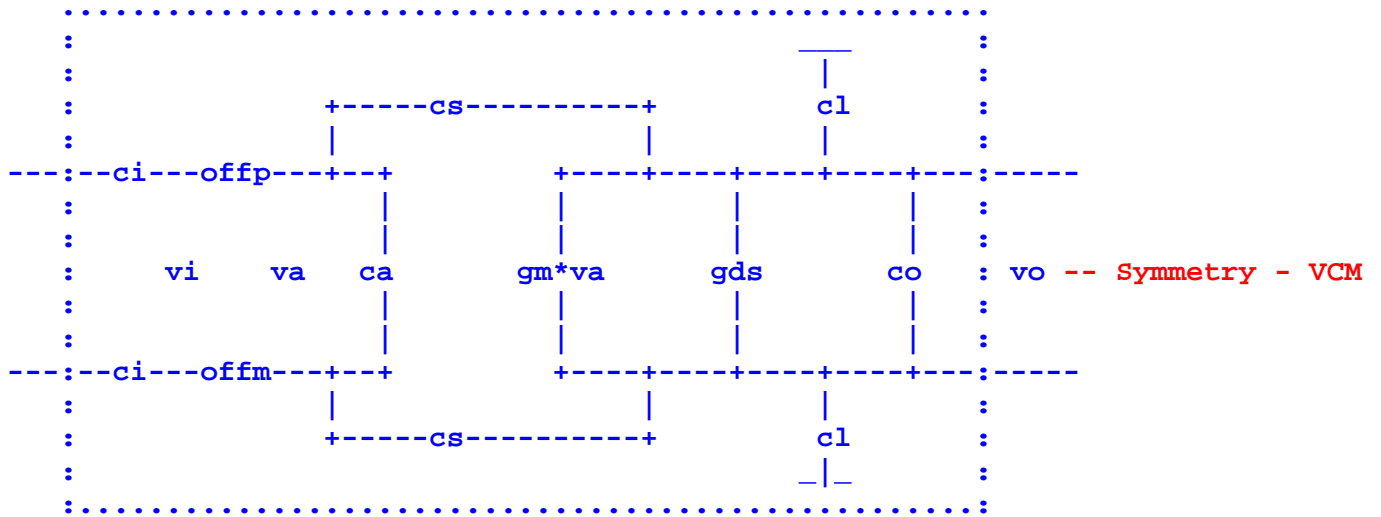 cs cl
ci offp
vi va ca gm*va gds co vo -- Symmetry - VCM
ci offm
cs cl